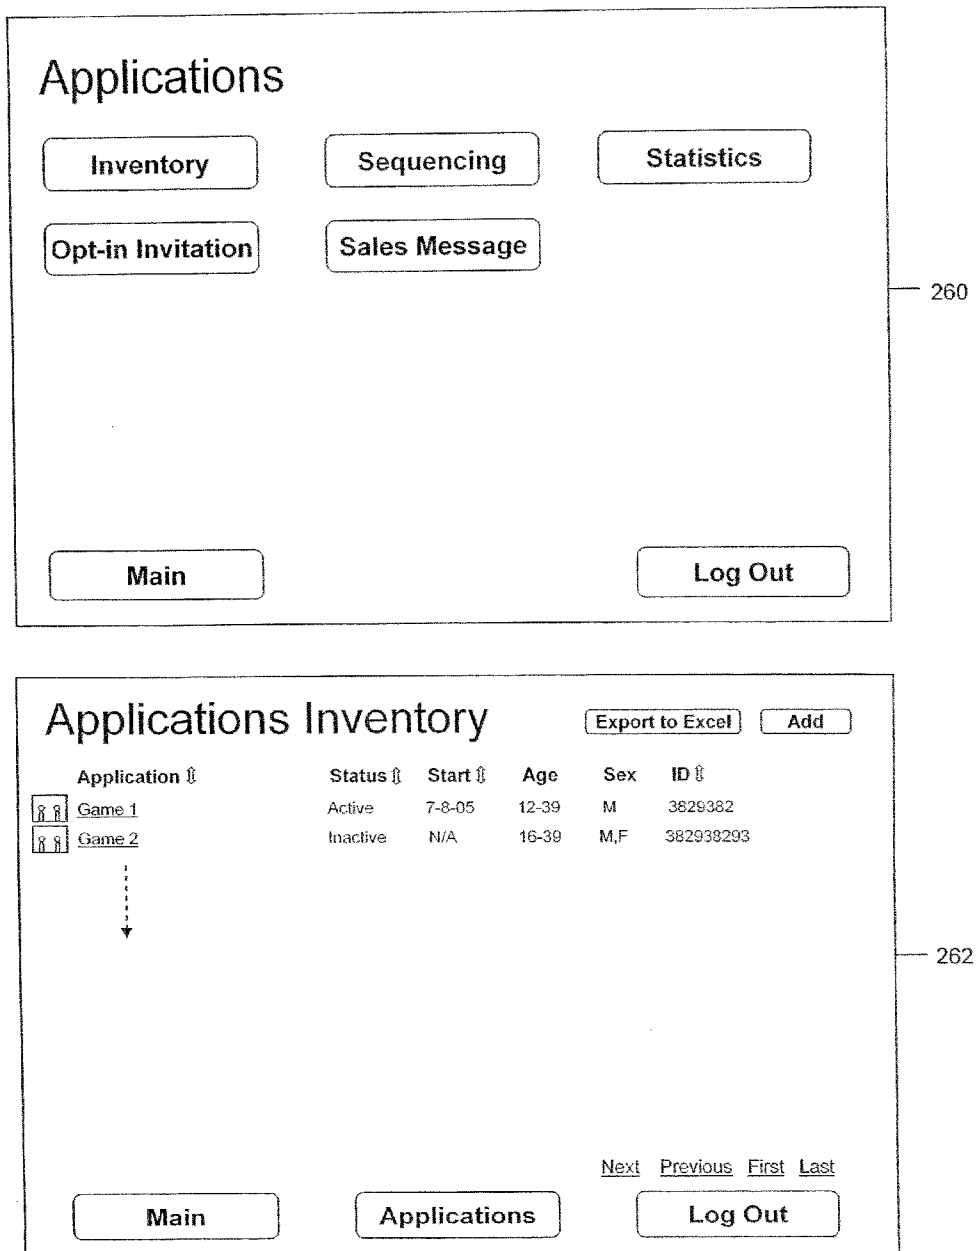 Applications
Inventory Sequencing Statistics
Opt-in Invitation Sales Message
260
Main Log Out
Applications Inventory Export to Excel Add
Application ⇕ Status ⇕ Start ⇕ Age Sex ID ⇕
Game 1 Active 7-8-05 12-39 M 3829382
Game 2 Inactive N/A 16-39 M,F 382938293
262
Next Previous First Last
Main Applications Log Out